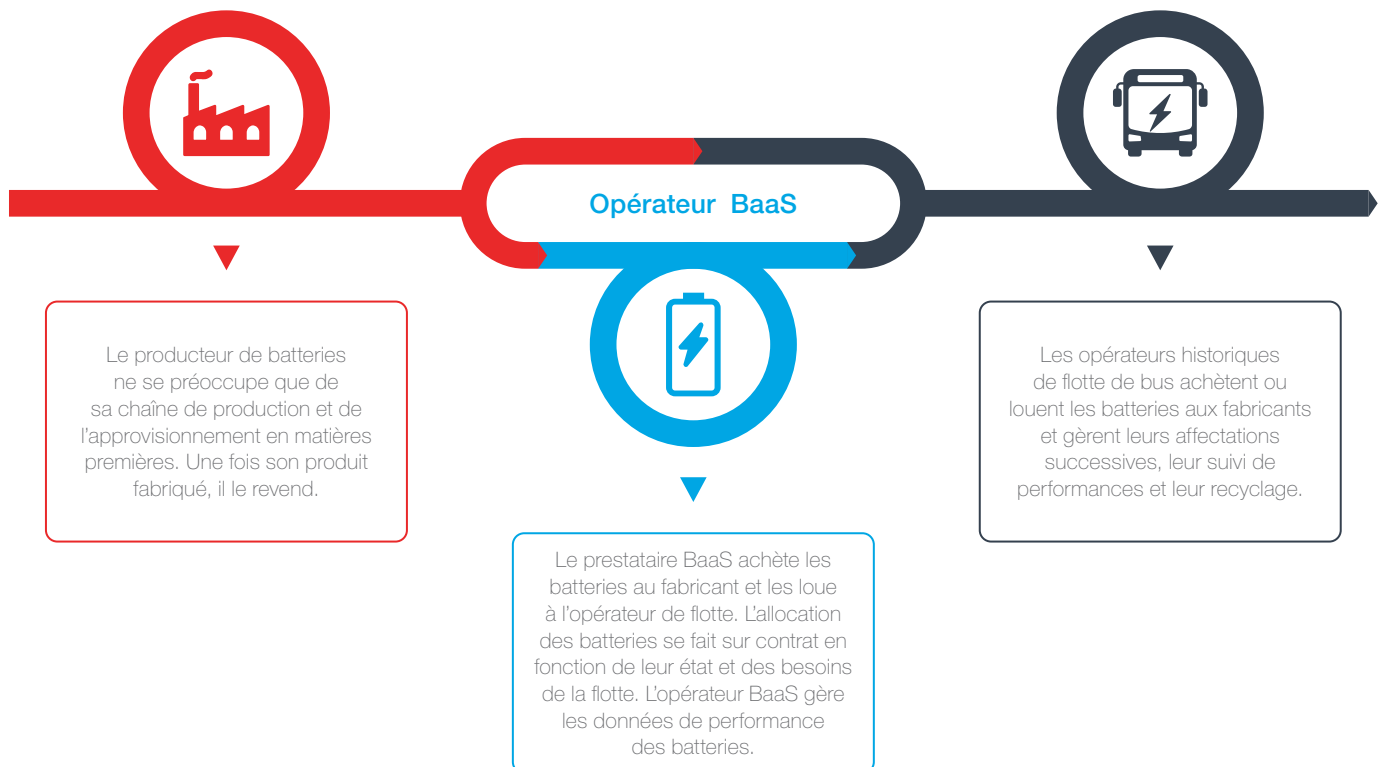 Opérateur BaaS
Le producteur de batteries
ne se préoccupe que de
sa chaîne de production et de
l'approvisionnement en matières
premières. Une fois son produit
fabriqué, il le revend.
Le prestataire BaaS achète les
batteries au fabricant et les loue
à l'opérateur de flotte. L'allocation
des batteries se fait sur contrat en
fonction de leur état et des besoins
de la flotte. L'opérateur BaaS gère
les données de performance
des batteries.
Les opérateurs historiques
de flotte de bus achètent ou
louent les batteries aux fabricants
et gèrent leurs affectations
successives, leur suivi de
performances et leur recyclage.